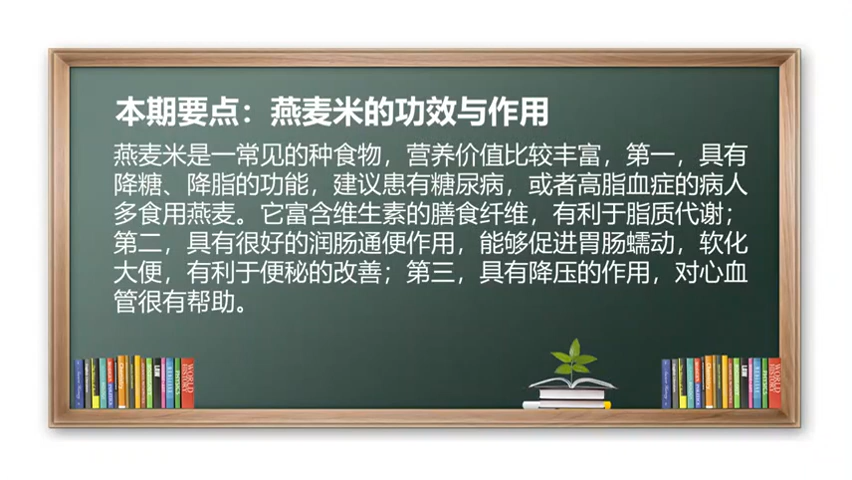 本期要点：燕麦米的功效与作用
燕麦米是一常见的种食物，营养价值比较丰富，第一，具有
降糖、降脂的功能，建议患有糖尿病，或者高脂血症的病人
多食用燕麦。它富含维生素的膳食纤维，有利于脂质代谢；
第二，具有很好的润肠通便作用，能够促进胃肠蠕动，软化
大便，有利于便秘的改善；第三，具有降压的作用，对心血
管很有帮助。
WORLD HISTORY
WORLD HISTORY